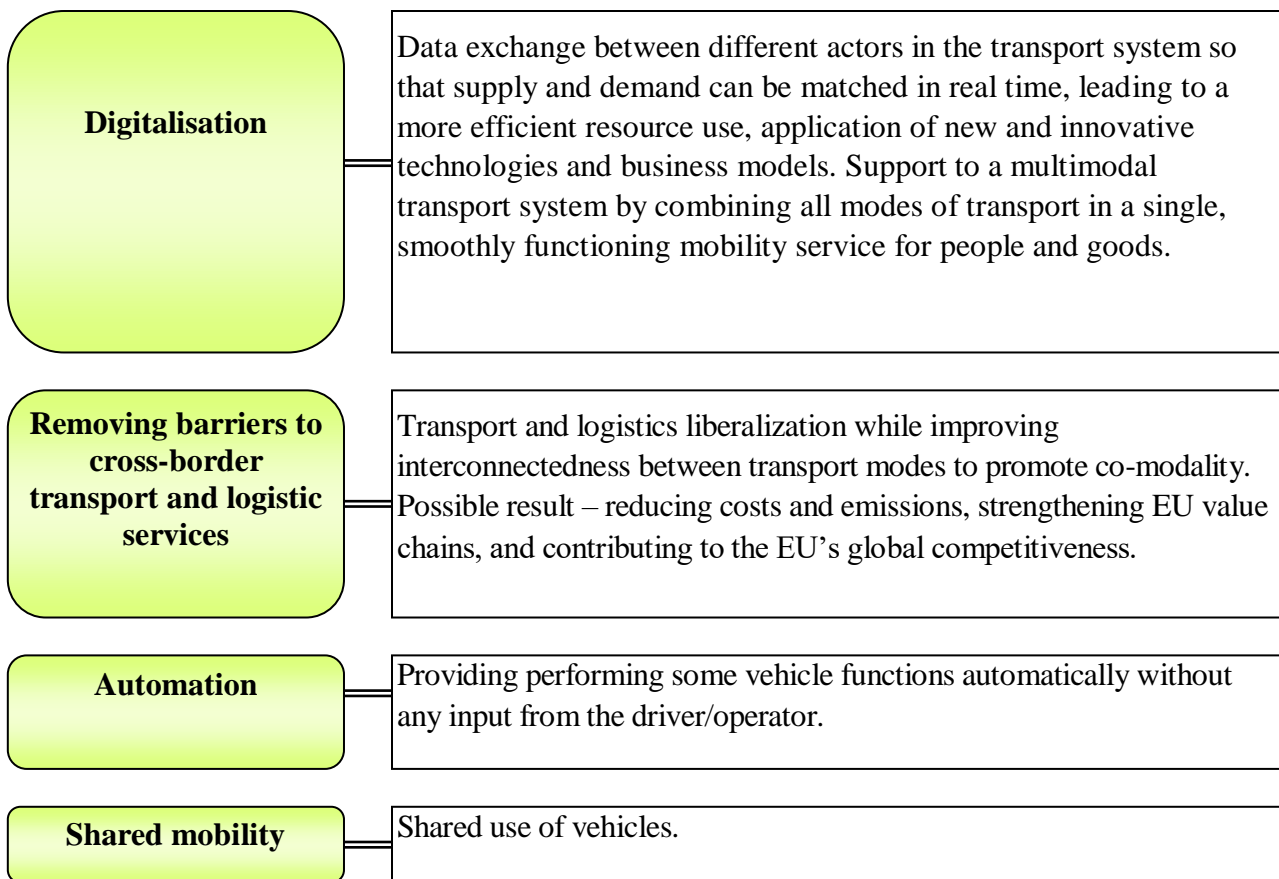 Digitalisation
Data exchange between different actors in the transport system so
that supply and demand can be matched in real time, leading to a
more efficient resource use, application of new and innovative
technologies and business models. Support to a multimodal
transport system by combining all modes of transport in a single,
smoothly functioning mobility service for people and goods.
Removing barriers to
cross-border
transport and logistic
services
Transport and logistics liberalization while improving
interconnectedness between transport modes to promote co-modality.
Possible result – reducing costs and emissions, strengthening EU value
chains, and contributing to the EU’s global competitiveness.
Automation
Providing performing some vehicle functions automatically without
any input from the driver/operator.
Shared mobility
Shared use of vehicles.